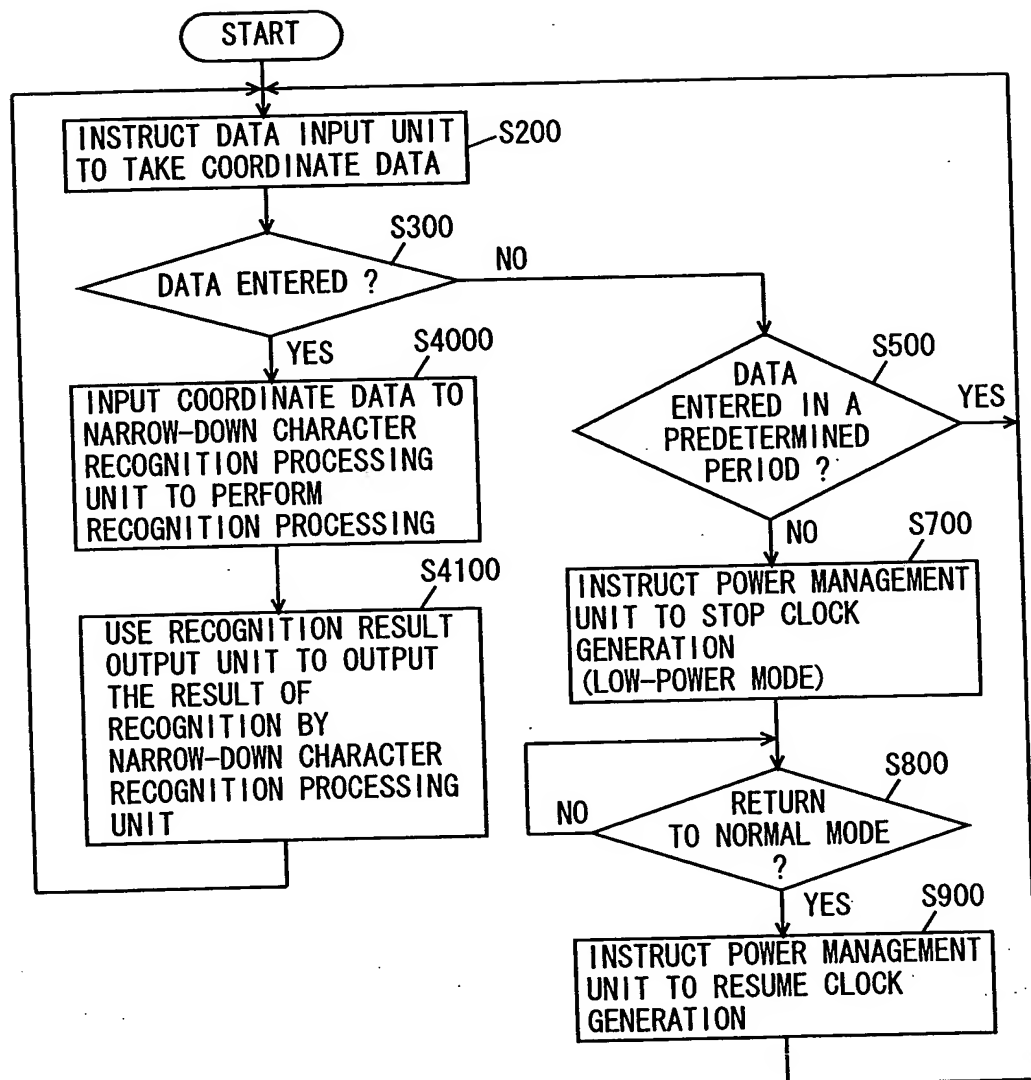 START
INSTRUCT DATA INPUT UNIT
TO TAKE COORDINATE DATA
S200
S300
DATA ENTERED ?
NO
YES
S4000
INPUT COORDINATE DATA TO
NARROW-DOWN CHARACTER
RECOGNITION PROCESSING
UNIT TO PERFORM
RECOGNITION PROCESSING
S4100
USE RECOGNITION RESULT
OUTPUT UNIT TO OUTPUT
THE RESULT OF
RECOGNITION BY
NARROW-DOWN CHARACTER
RECOGNITION PROCESSING
UNIT
S500
DATA
ENTERED IN A
PREDETERMINED
PERIOD ?
YES
NO
S700
INSTRUCT POWER MANAGEMENT
UNIT TO STOP CLOCK
GENERATION
(LOW-POWER MODE)
S800
RETURN
TO NORMAL MODE
?
NO
YES
S900
INSTRUCT POWER MANAGEMENT
UNIT TO RESUME CLOCK
GENERATION